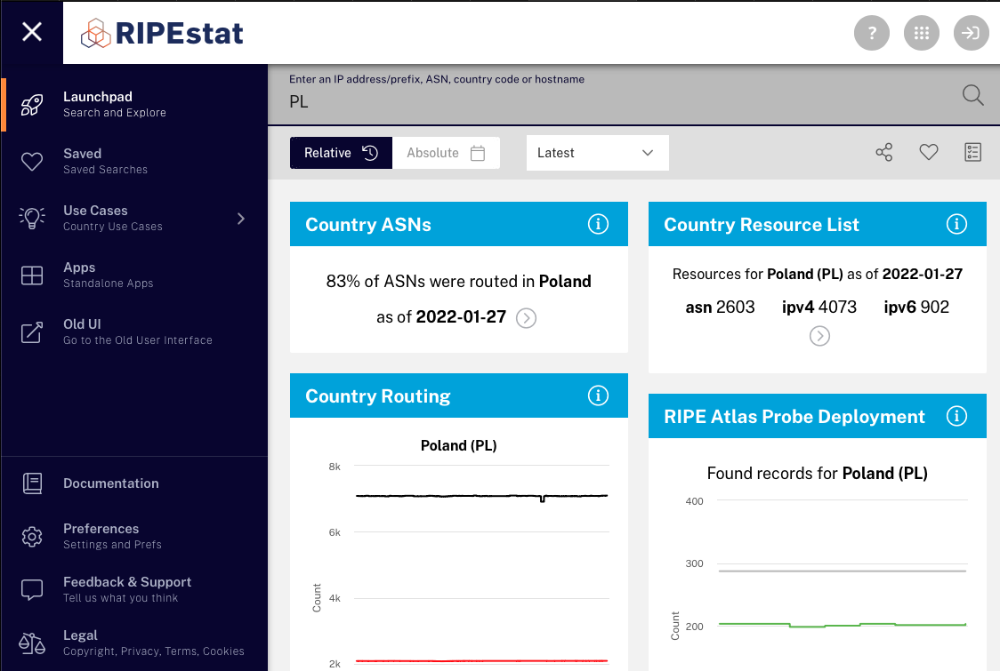 RIPEstat
?
Launchpad
Search and Explore
Saved
Saved Searches
Use Cases
Country Use Cases
Apps
Standalone Apps
Old UI
Go to the Old User Interface
Documentation
Preferences
Settings and Prefs
Feedback & Support
Tell us what you think
Legal
Copyright, Privacy, Terms, Cookies
Enter an IP address/prefix, ASN, country code or hostname
PL
Relative
Absolute
Latest
Country ASNs
83% of ASNs were routed in Poland
as of 2022-01-27
Country Routing
Poland (PL)
8k
6k
4k
2k
Count
Country Resource List
Resources for Poland (PL) as of 2022-01-27
asn 2603 ipv4 4073 ipv6 902
RIPE Atlas Probe Deployment
Found records for Poland (PL)
400
300
200
Count